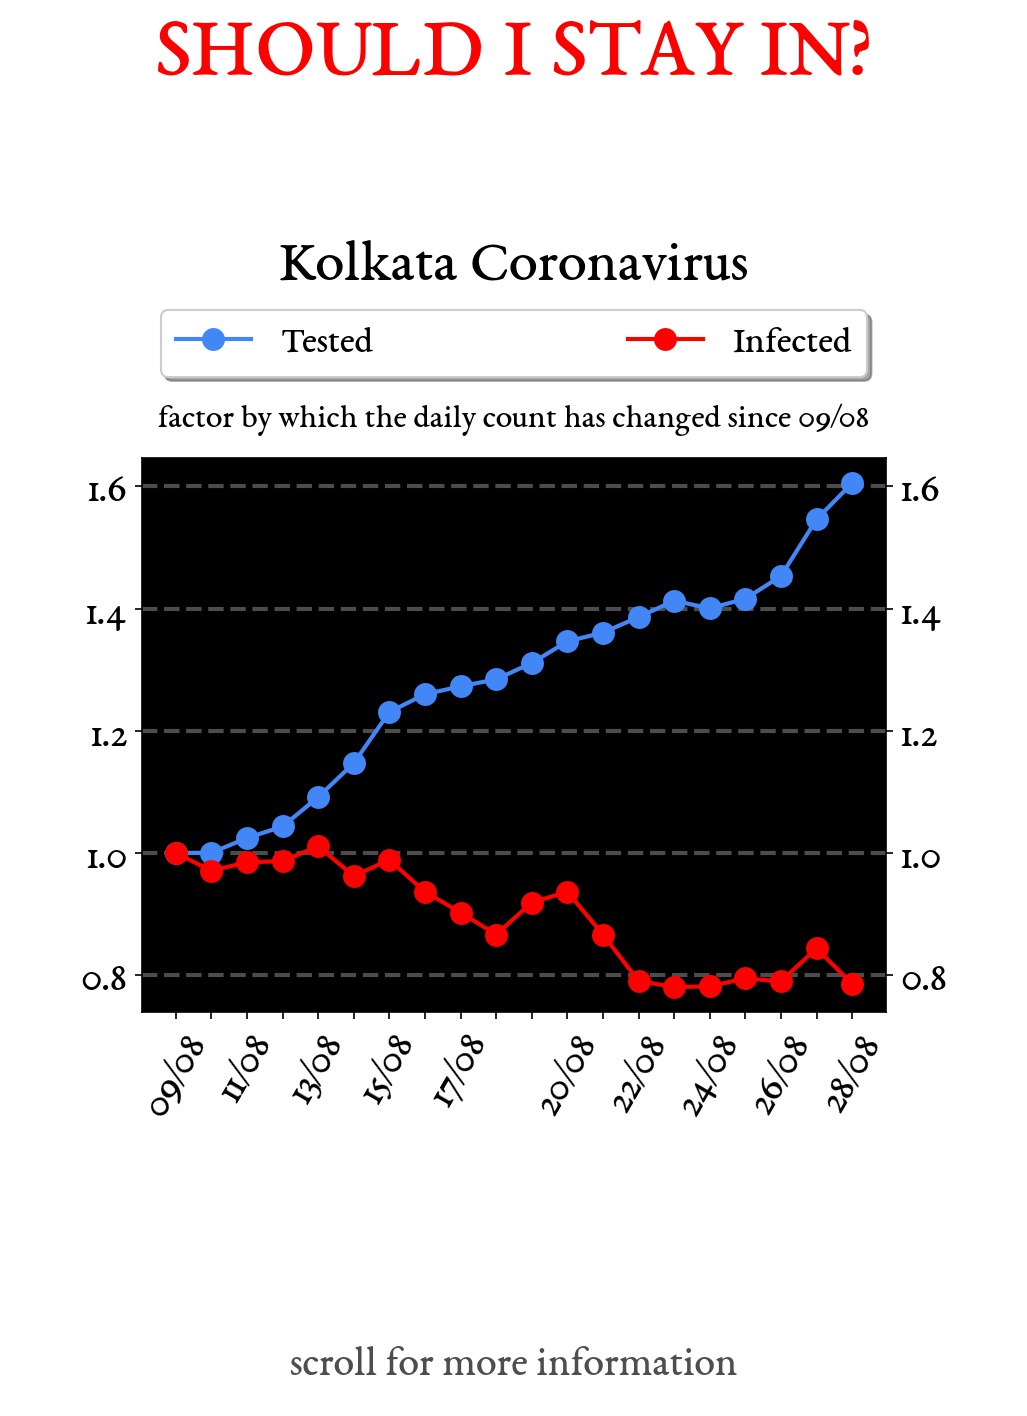 SHOULD I STAY IN?
Kolkata Coronavirus
Tested Infected
factor by which the daily count has changed since 09/08
1.6 1.6
1.4 1.4
1.2 1.2
1.0 1.0
0.8 0.8
09/08 11/08 13/08 15/08 17/08 20/08 22/08 24/08 26/08 28/08
scroll for more information